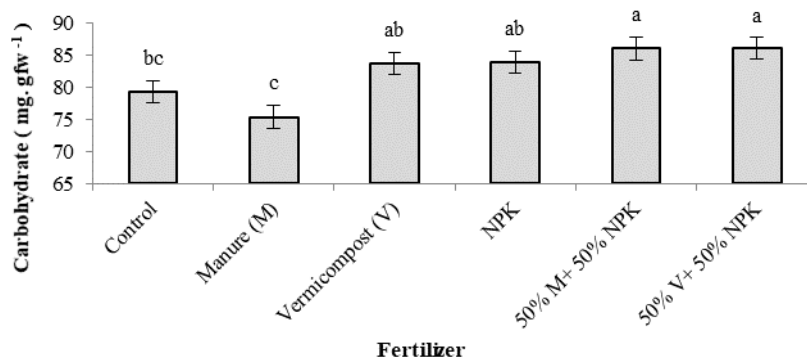 Carbohydrate ( mg. gfw⁻¹ )
90
85
80
75
70
65
bc
c
ab
ab
a
a
Control
Manure (M)
Vermicompost (V)
NPK
50% M+ 50% NPK
50% V+ 50% NPK
Fertilizer